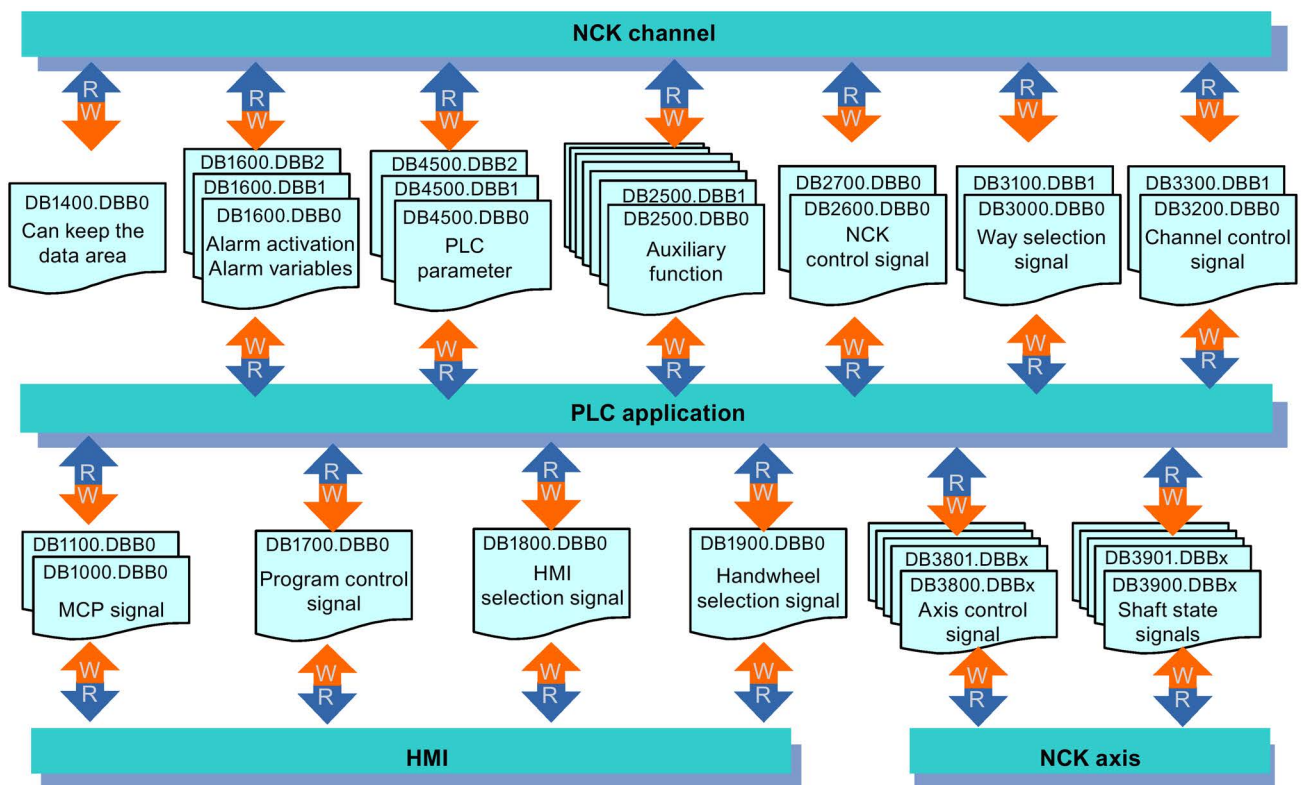 NCK channel
R R R R R R R
W W W W W W W
DB1400.DBB0
Can keep the
data area
DB1600.DBB2
DB1600.DBB1
DB1600.DBB0
Alarm activation
Alarm variables
DB4500.DBB2
DB4500.DBB1
DB4500.DBB0
PLC
parameter
DB2500.DBB1
DB2500.DBB0
Auxiliary
function
DB2700.DBB0
DB2600.DBB0
NCK
control signal
DB3100.DBB1
DB3000.DBB0
Way selection
signal
DB3300.DBB1
DB3200.DBB0
Channel control
signal
W W W W W W
R R R R R R
PLC application
R R R R R R
W W W W W W
DB1100.DBB0
DB1000.DBB0
MCP signal
DB1700.DBB0
Program control
signal
DB1800.DBB0
HMI
selection signal
DB1900.DBB0
Handwheel
selection signal
DB3801.DBBx
DB3800.DBBx
Axis control
signal
DB3901.DBBx
DB3900.DBBx
Shaft state
signals
W W W W W W
R R R R R R
HMI
NCK axis